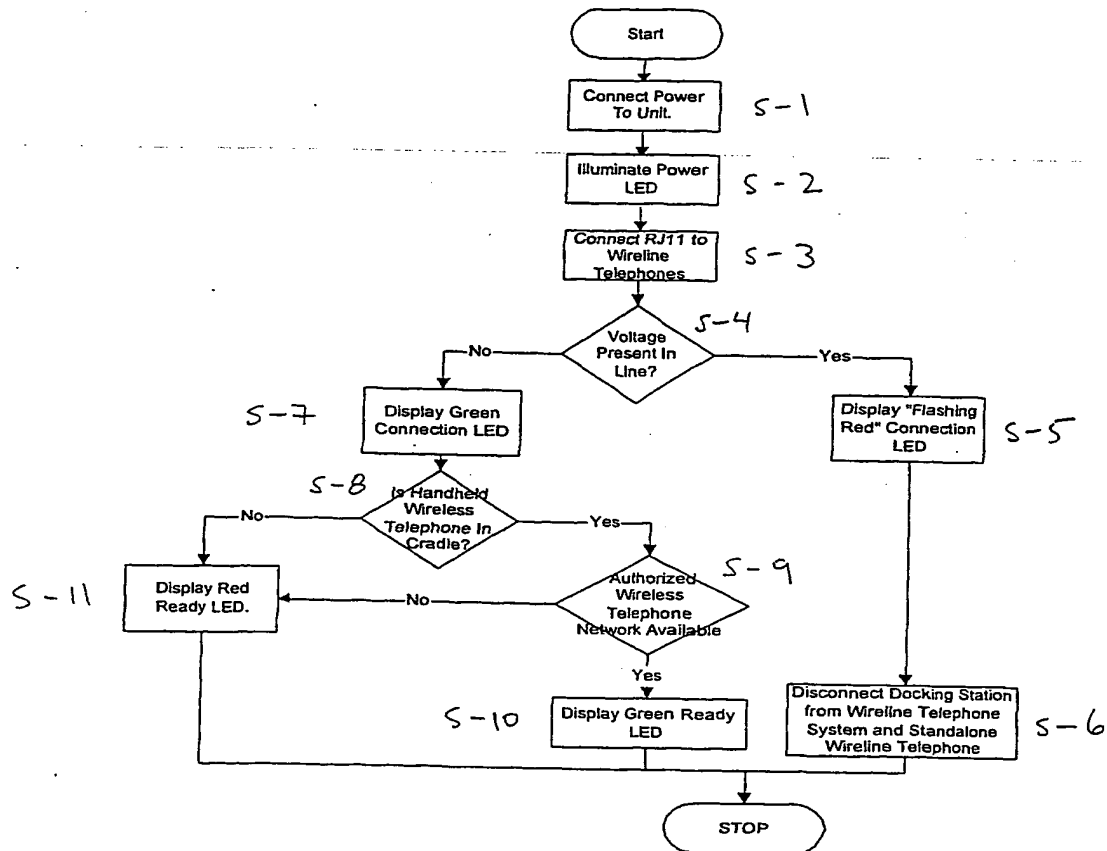 Start
Connect Power
To Unit.
S-1
Illuminate Power
LED
S-2
Connect RJ11 to
Wireline
Telephones
S-3
Voltage
Present In
Line?
S-4
No
Yes
Display Green
Connection LED
S-7
Display "Flashing
Red" Connection
LED
S-5
Is Handheld
Wireless
Telephone In
Cradle?
S-8
No
Yes
Display Red
Ready LED.
S-11
Authorized
Wireless
Telephone
Network Available
S-9
No
Yes
Display Green Ready
LED
S-10
Disconnect Docking Station
from Wireline Telephone
System and Standalone
Wireline Telephone
S-6
STOP